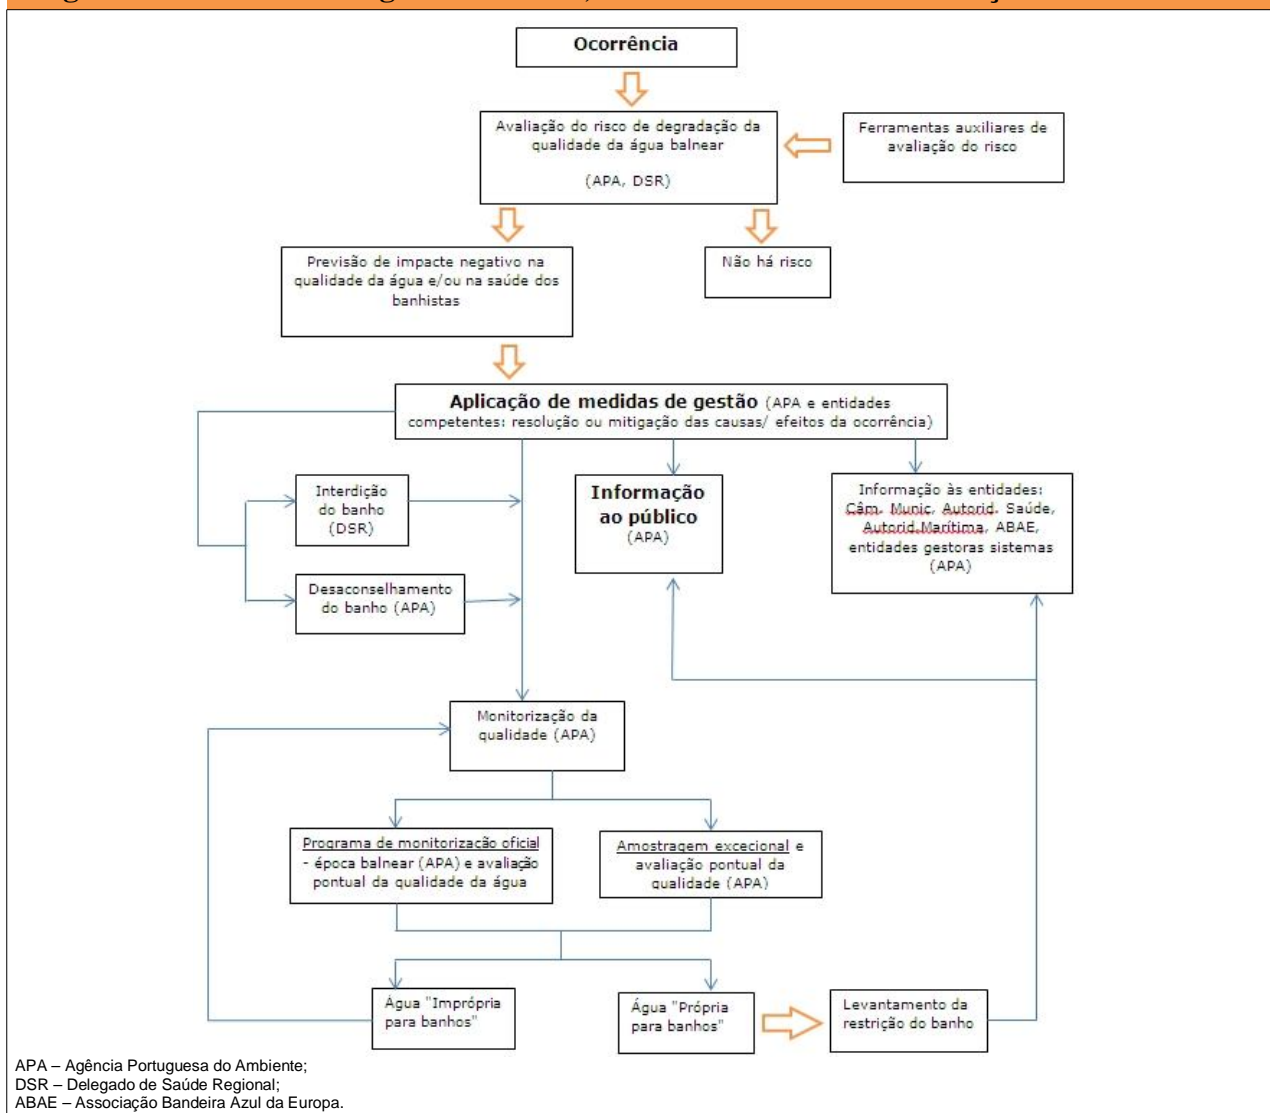 Ocorrência
Avaliação do risco de degradação da
qualidade da água balnear
(APA, DSR)
Ferramentas auxiliares de
avaliação do risco
Previsão de impacte negativo na
qualidade da água e/ou na saúde dos
banhistas
Não há risco
Aplicação de medidas de gestão (APA e entidades
competentes: resolução ou mitigação das causas/ efeitos da ocorrência)
Interdição
do banho
(DSR)
Informação
ao público
(APA)
Informação às entidades:
Câm. Munic, Autorid. Saúde,
Autorid.Marítima, ABAE,
entidades gestoras sistemas
(APA)
Desaconselhamento
do banho (APA)
Monitorização da
qualidade (APA)
Programa de monitorização oficial
- época balnear (APA) e avaliação
pontual da qualidade da água
Amostragem excecional e
avaliação pontual da
qualidade (APA)
Água "Imprópria
para banhos"
Água "Própria
para banhos"
Levantamento da
restrição do banho
APA – Agência Portuguesa do Ambiente;
DSR – Delegado de Saúde Regional;
ABAE – Associação Bandeira Azul da Europa.